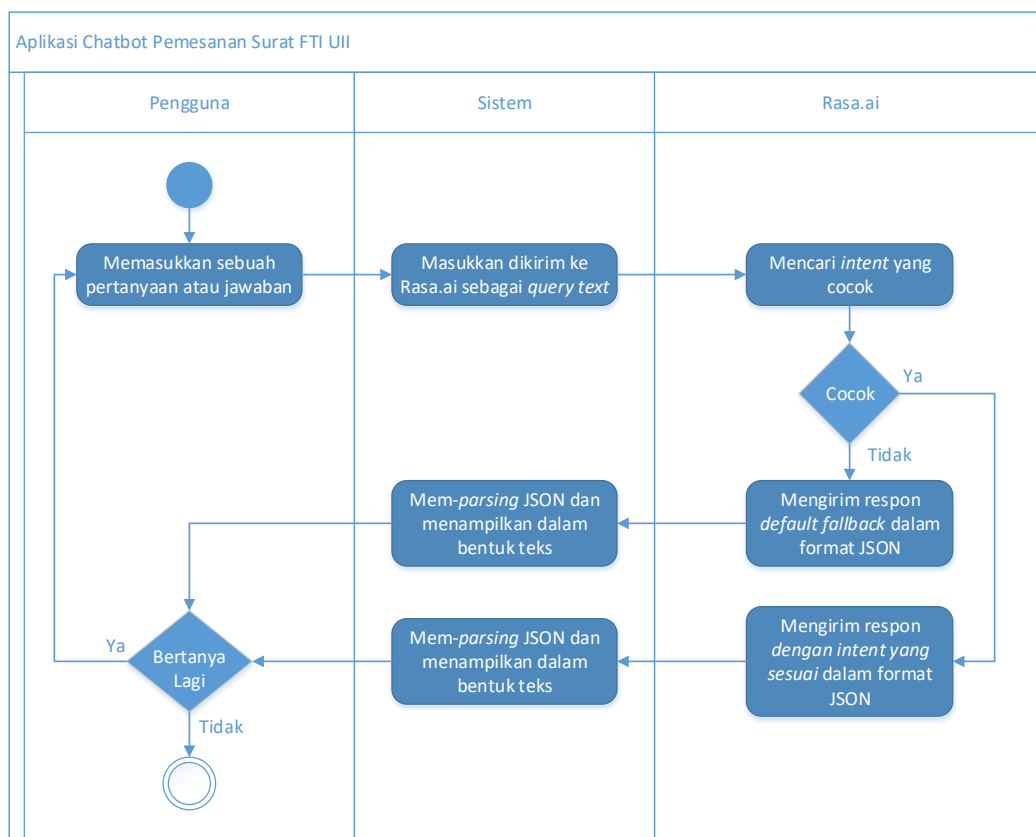 Aplikasi Chatbot Pemesanan Surat FTI UII
Pengguna
Sistem
Rasa.ai
Memasukkan sebuah
pertanyaan atau jawaban
Masukkan dikirim ke
Rasa.ai sebagai query text
Mencari intent yang
cocok
Cocok
Ya
Tidak
Mem-parsing JSON dan
menampilkan dalam
bentuk teks
Mengirim respon
default fallback dalam
format JSON
Ya
Bertanya
Lagi
Mem-parsing JSON dan
menampilkan dalam
bentuk teks
Mengirim respon
dengan intent yang
sesuai dalam format
JSON
Tidak